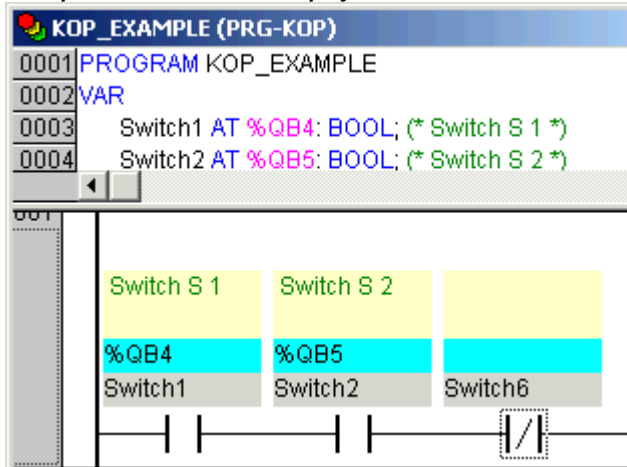 KOP_EXAMPLE (PRG-KOP)
0001 PROGRAM KOP_EXAMPLE
0002 VAR
0003 Switch1 AT %QB4: BOOL; (* Switch S 1 *)
0004 Switch2 AT %QB5: BOOL; (* Switch S 2 *)
Switch S 1 Switch S 2
%QB4 %QB5
Switch1 Switch2 Switch6